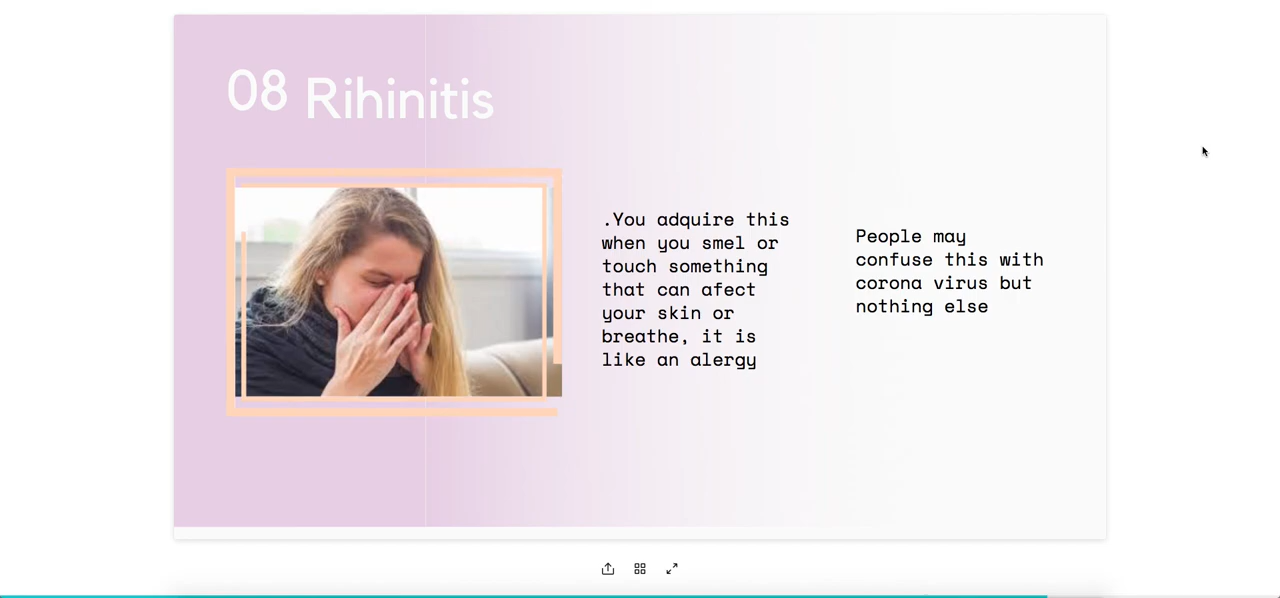 08 Rihinitis
.You adquire this
when you smel or
touch something
that can afect
your skin or
breathe, it is
like an alergy
People may
confuse this with
corona virus but
nothing else